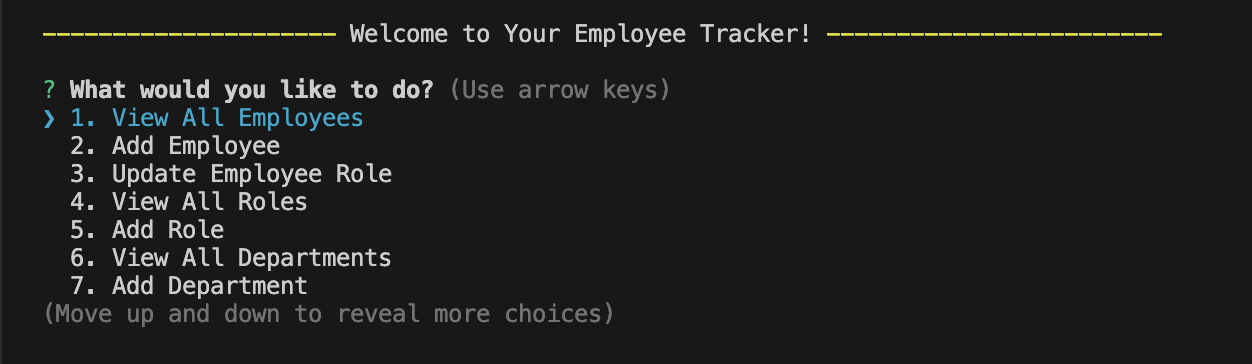 --------------------- Welcome to Your Employee Tracker! ------------------------
? What would you like to do? (Use arrow keys)
❯ 1. View All Employees
2. Add Employee
3. Update Employee Role
4. View All Roles
5. Add Role
6. View All Departments
7. Add Department
(Move up and down to reveal more choices)